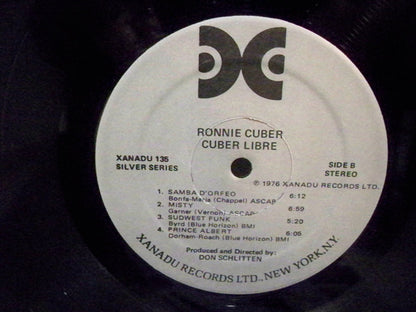 RONNIE CUBER
CUBER LIBRE
XANADU 135
SILVER SERIES
SIDE B
STEREO
℗ 1976 XANADU RECORDS LTD.
1. SAMBA D'ORFEO 6:12
Bonfa-Maria (Chappel) ASCAP
2. MISTY 6:59
Garner (Vernon) ASCAP
3. SUDWEST FUNK 5:20
Byrd (Blue Horizon) BMI
4. PRINCE ALBERT 6:05
Dorham-Roach (Blue Horizon) BMI
Produced and Directed by:
DON SCHLITTEN
XANADU RECORDS LTD., NEW YORK, N.Y.